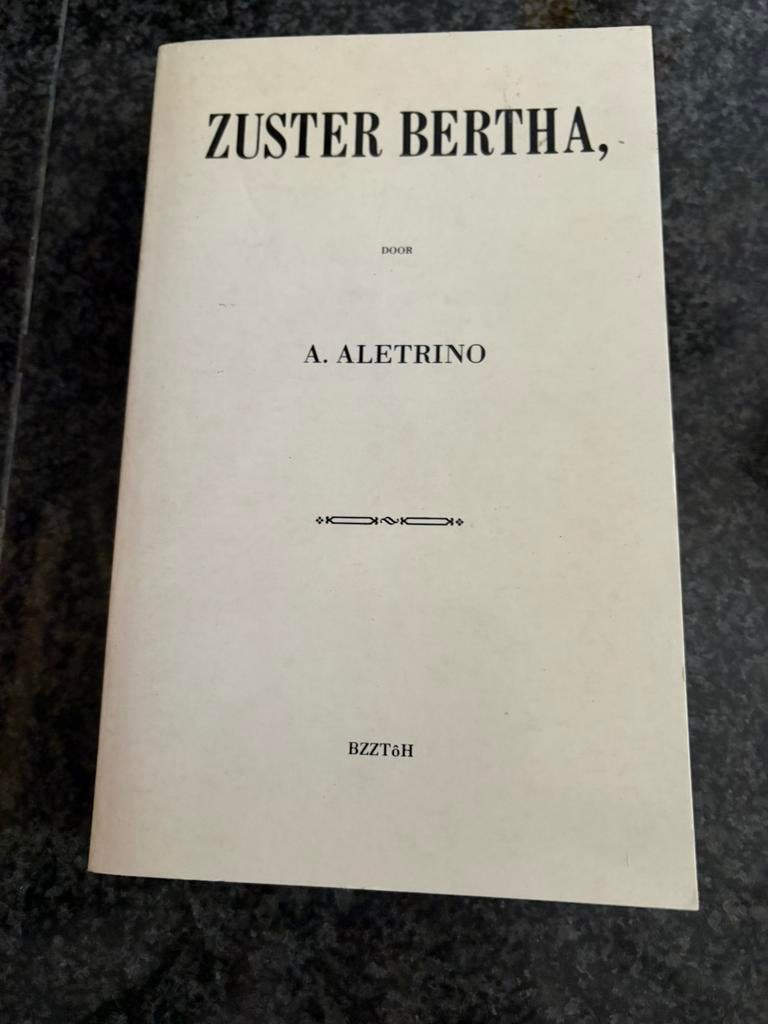 ZUSTER BERTHA,
DOOR
A. ALETRINO
BZZTôH